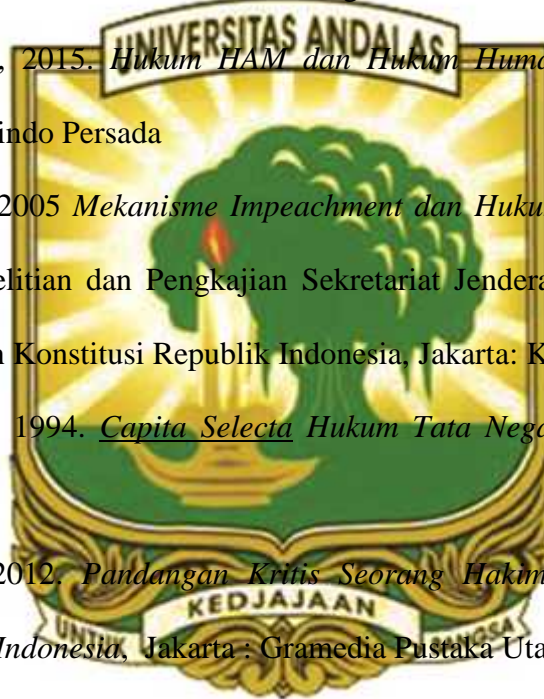 UNIVERSITAS ANDALAS
, 2015. Hukum HAM dan Hukum Huma
indo Persada
2005 Mekanisme Impeachment dan Huku
elitian dan Pengkajian Sekretariat Jendera
Konstitusi Republik Indonesia, Jakarta: K
1994. Capita Selecta Hukum Tata Nega
2012. Pandangan Kritis Seorang Hakim
KEDJAJAAN
UNTUK BANGSA
Indonesia, Jakarta : Gramedia Pustaka Uta